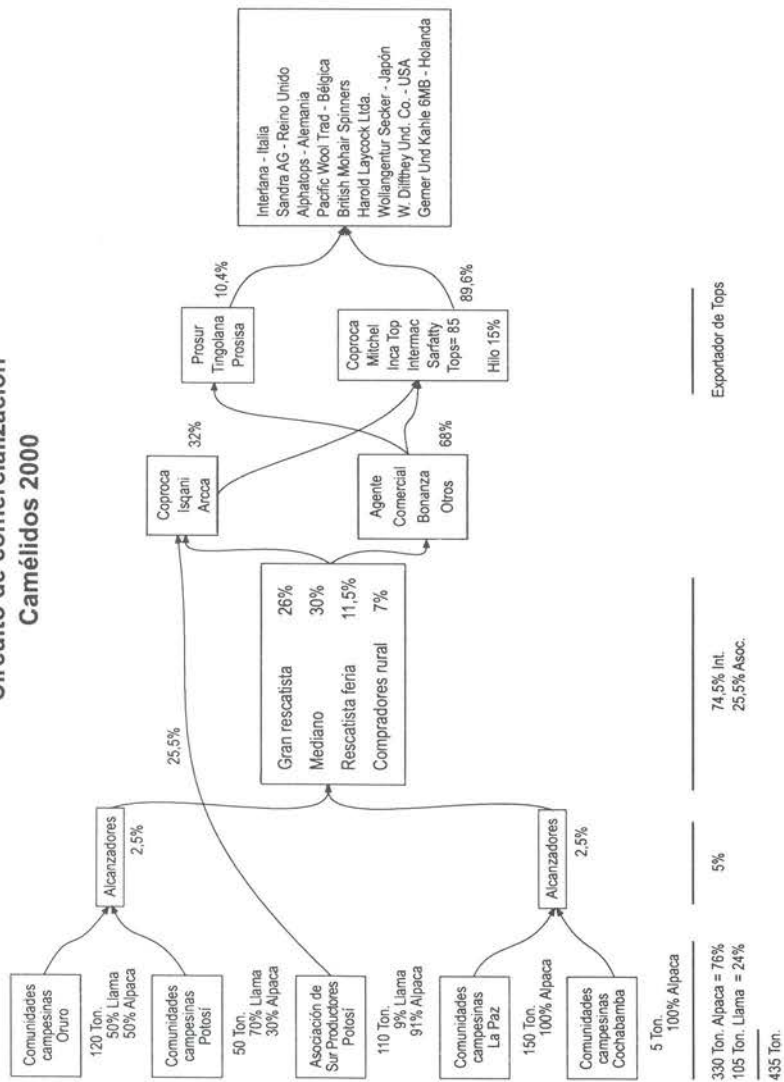 Circuito de comercialización
Camélidos 2000
Comunidades
campesinas
Oruro
120 Ton.
50% Llama
50% Alpaca
Comunidades
campesinas
Potosí
50 Ton.
70% Llama
30% Alpaca
Asociación de
Sur Productores
Potosí
110 Ton.
9% Llama
91% Alpaca
Comunidades
campesinas
La Paz
150 Ton.
100% Alpaca
Comunidades
campesinas
Cochabamba
5 Ton.
100% Alpaca
330 Ton. Alpaca = 76%
105 Ton. Llama = 24%
435 Ton.
Alcanzadores
2,5%
Alcanzadores
2,5%
5%
25,5%
Gran rescatista 26%
Mediano 30%
Rescatista feria 11,5%
Compradores rural 7%
74,5% Int.
25,5% Asoc.
Coproca
Isqani
Arcca
32%
Agente
Comercial
Bonanza
Otros
68%
Prosur
Tingolana
Prosisa
10,4%
Coproca
Mitchel
Inca Top
Intermac
Sarfatty
Tops= 85
Hilo 15%
89,6%
Exportador de Tops
Interlana - Italia
Sandra AG - Reino Unido
Alphatops - Alemania
Pacific Wool Trad - Bélgica
British Mohair Spinners
Harold Laycock Ltda.
Wollangentur Secker - Japón
W. Dilfthey Und. Co. - USA
Gerner Und Kahle 6MB - Holanda